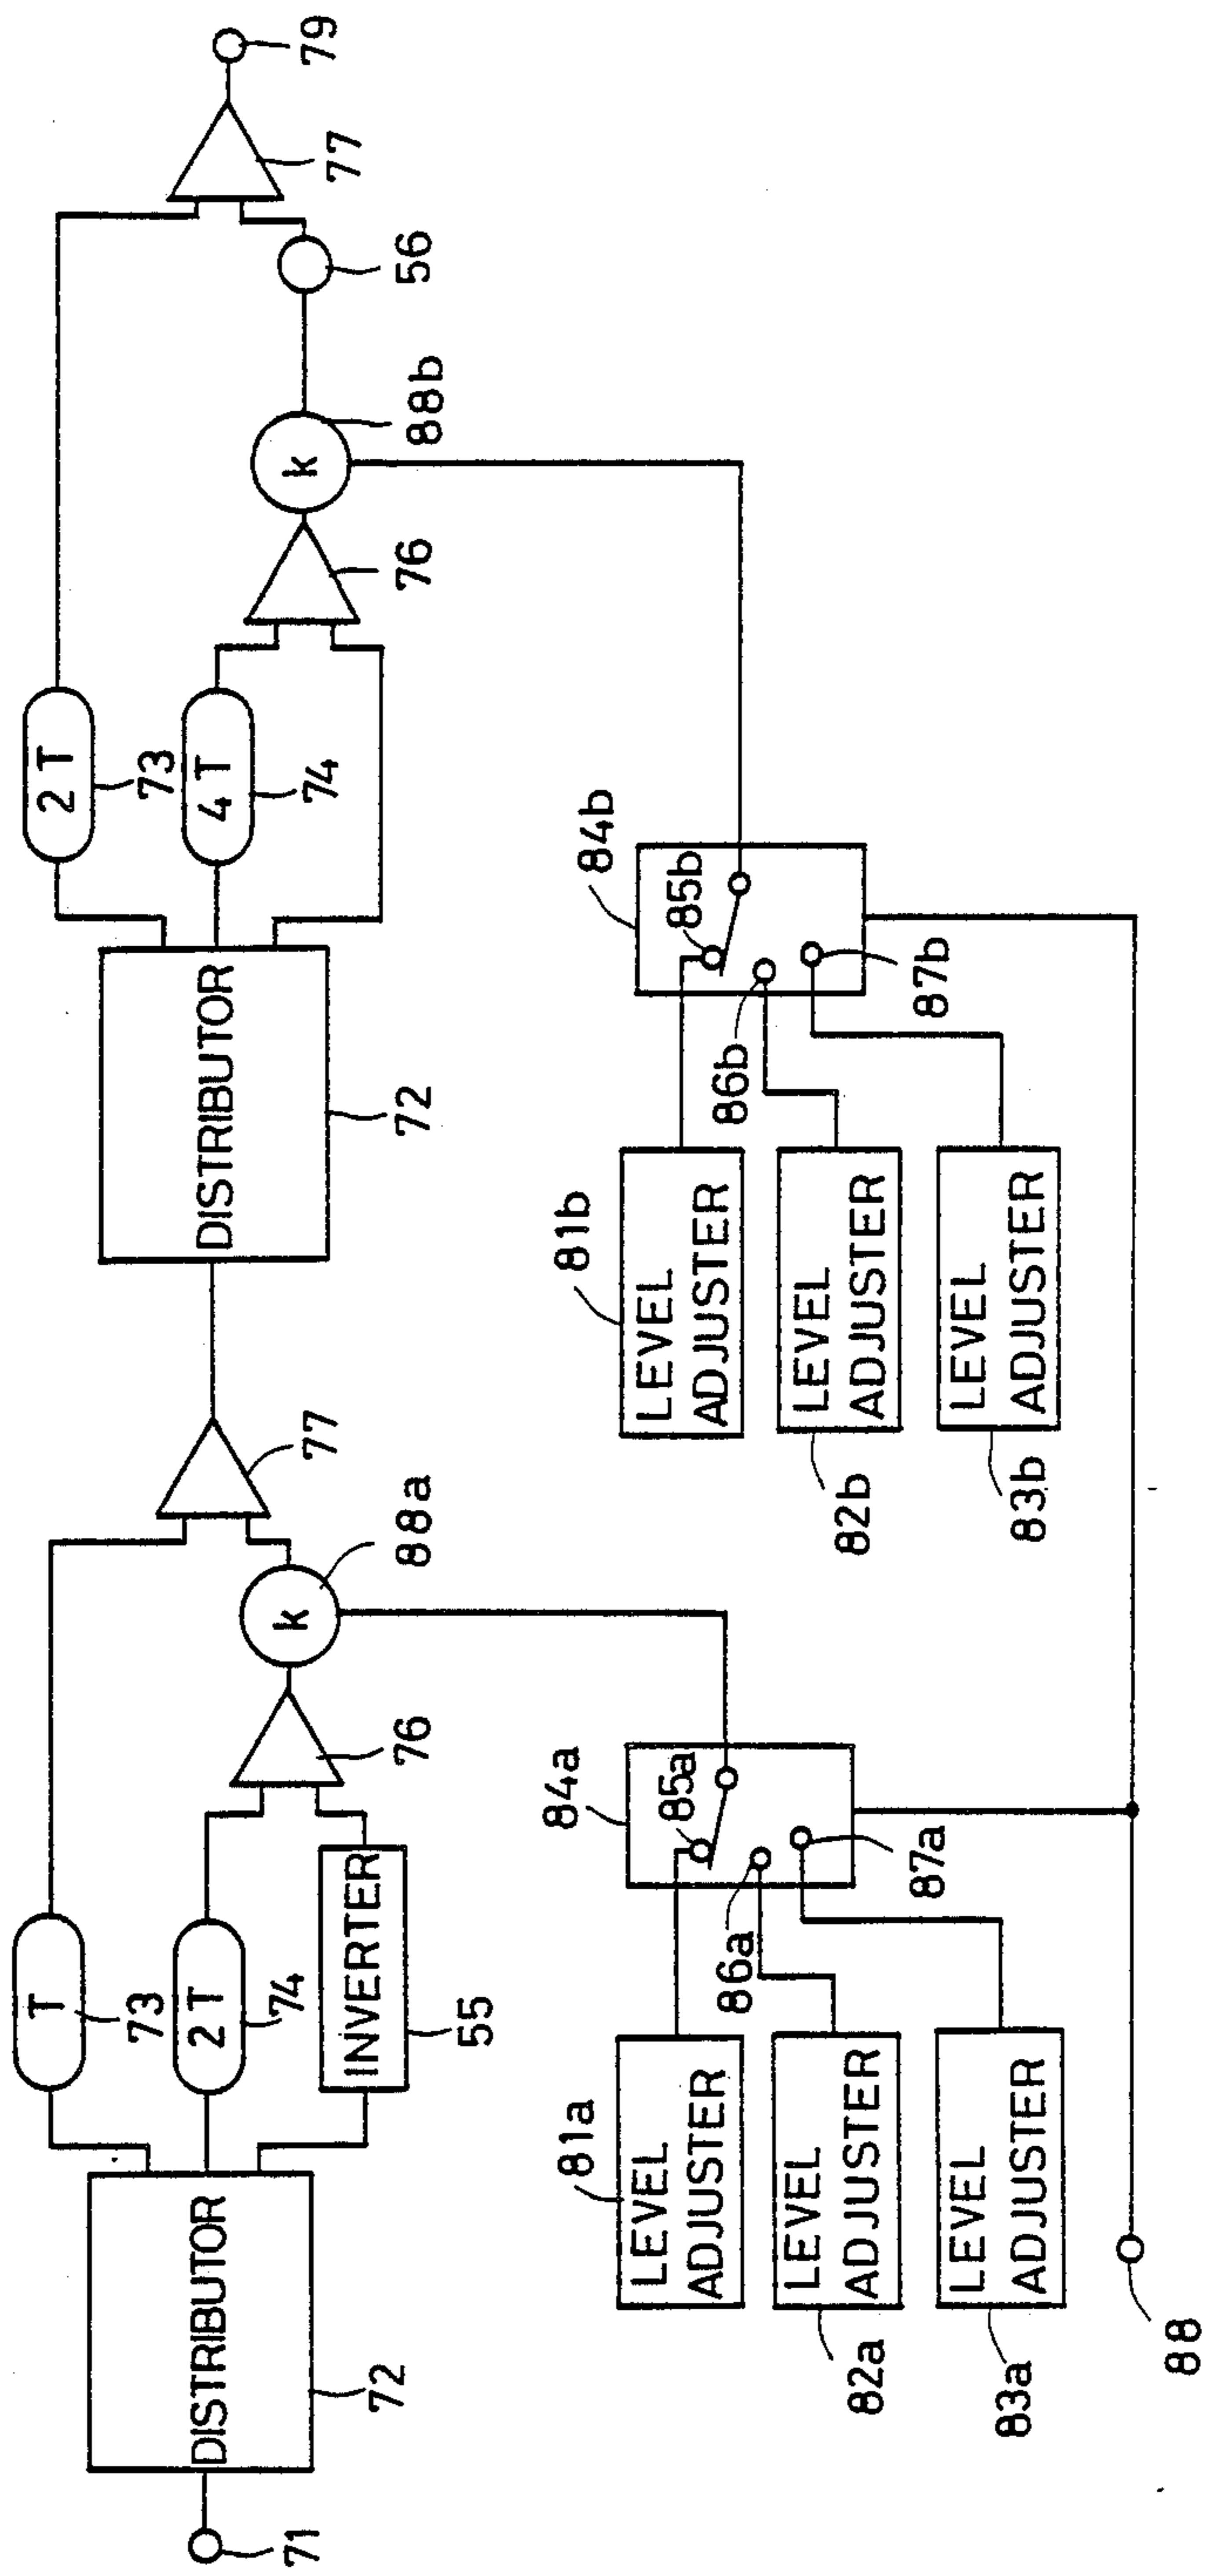 71
DISTRIBUTOR
72
T
73
2T
74
INVERTER
55
76
k
88a
77
DISTRIBUTOR
72
2T
73
4T
74
76
k
88b
56
77
79
81a
LEVEL
ADJUSTER
LEVEL
ADJUSTER
82a
LEVEL
ADJUSTER
83a
84a
85a
86a
87a
81b
LEVEL
ADJUSTER
LEVEL
ADJUSTER
82b
LEVEL
ADJUSTER
83b
84b
85b
86b
87b
88